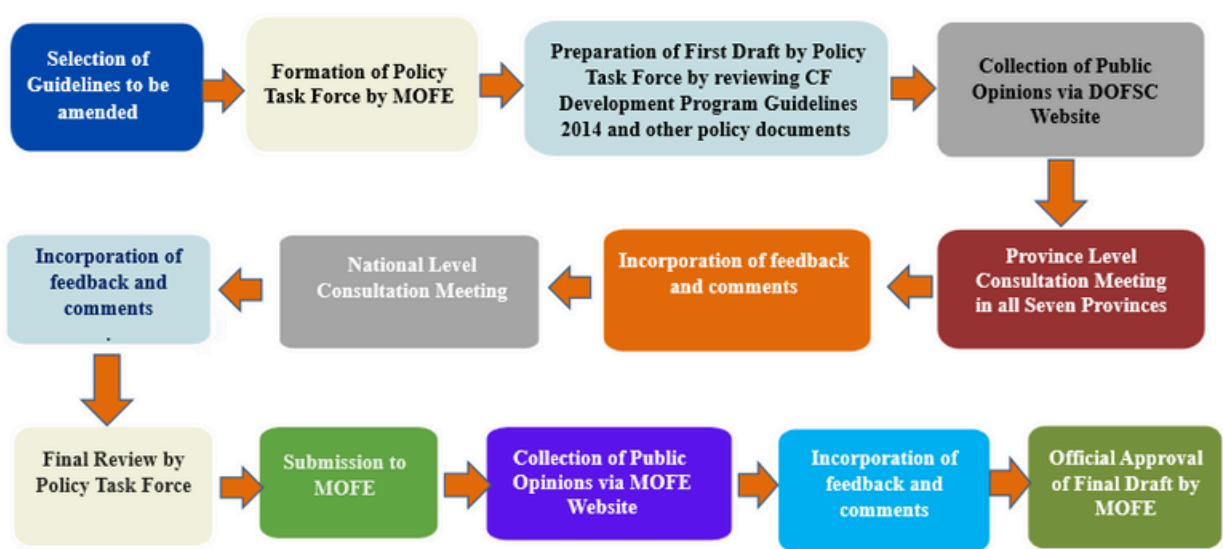 Selection of
Guidelines to be
amended
Formation of Policy
Task Force by MOFE
Preparation of First Draft by Policy
Task Force by reviewing CF
Development Program Guidelines
2014 and other policy documents
Collection of Public
Opinions via DOFSC
Website
Province Level
Consultation Meeting
in all Seven Provinces
Incorporation of feedback
and comments
National Level
Consultation Meeting
Incorporation of
feedback and
comments
.
Final Review by
Policy Task Force
Submission to
MOFE
Collection of Public
Opinions via MOFE
Website
Incorporation of
feedback and
comments
Official Approval
of Final Draft by
MOFE